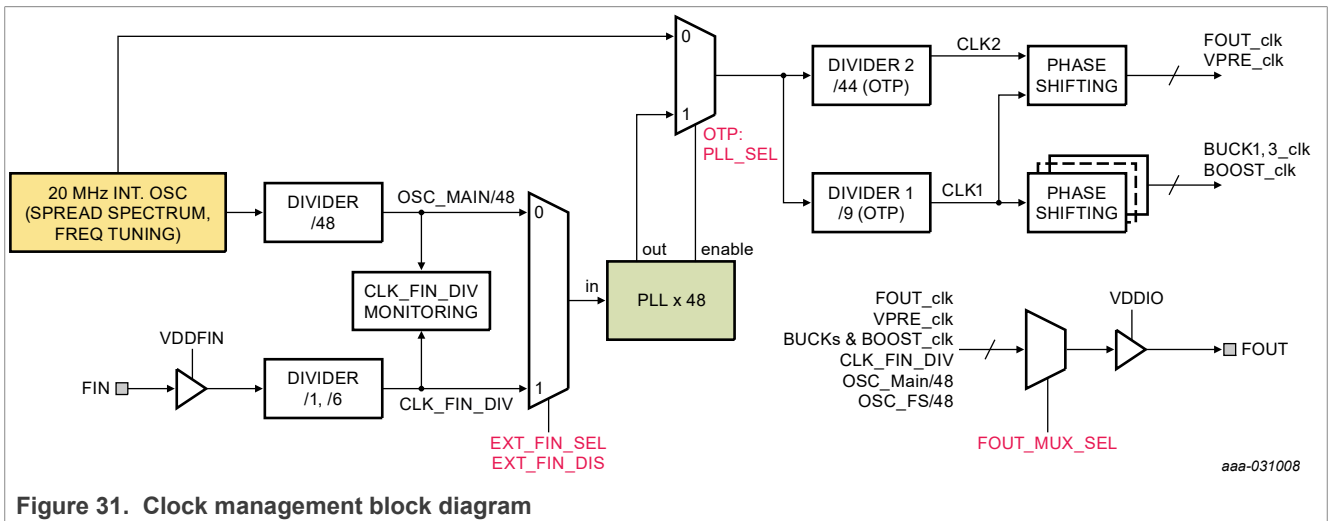 0
1
OTP:
PLL_SEL
DIVIDER 2
/44 (OTP)
CLK2
PHASE
SHIFTING
FOUT_clk
VPRE_clk
20 MHz INT. OSC
(SPREAD SPECTRUM,
FREQ TUNING)
DIVIDER
/48
OSC_MAIN/48
0
DIVIDER 1
/9 (OTP)
CLK1
PHASE
SHIFTING
BUCK1, 3_clk
BOOST_clk
CLK_FIN_DIV
MONITORING
in
out
enable
PLL x 48
VDDFIN
FIN
DIVIDER
/1, /6
CLK_FIN_DIV
1
EXT_FIN_SEL
EXT_FIN_DIS
FOUT_clk
VPRE_clk
BUCKs & BOOST_clk
CLK_FIN_DIV
OSC_Main/48
OSC_FS/48
VDDIO
FOUT
FOUT_MUX_SEL
aaa-031008
Figure 31. Clock management block diagram